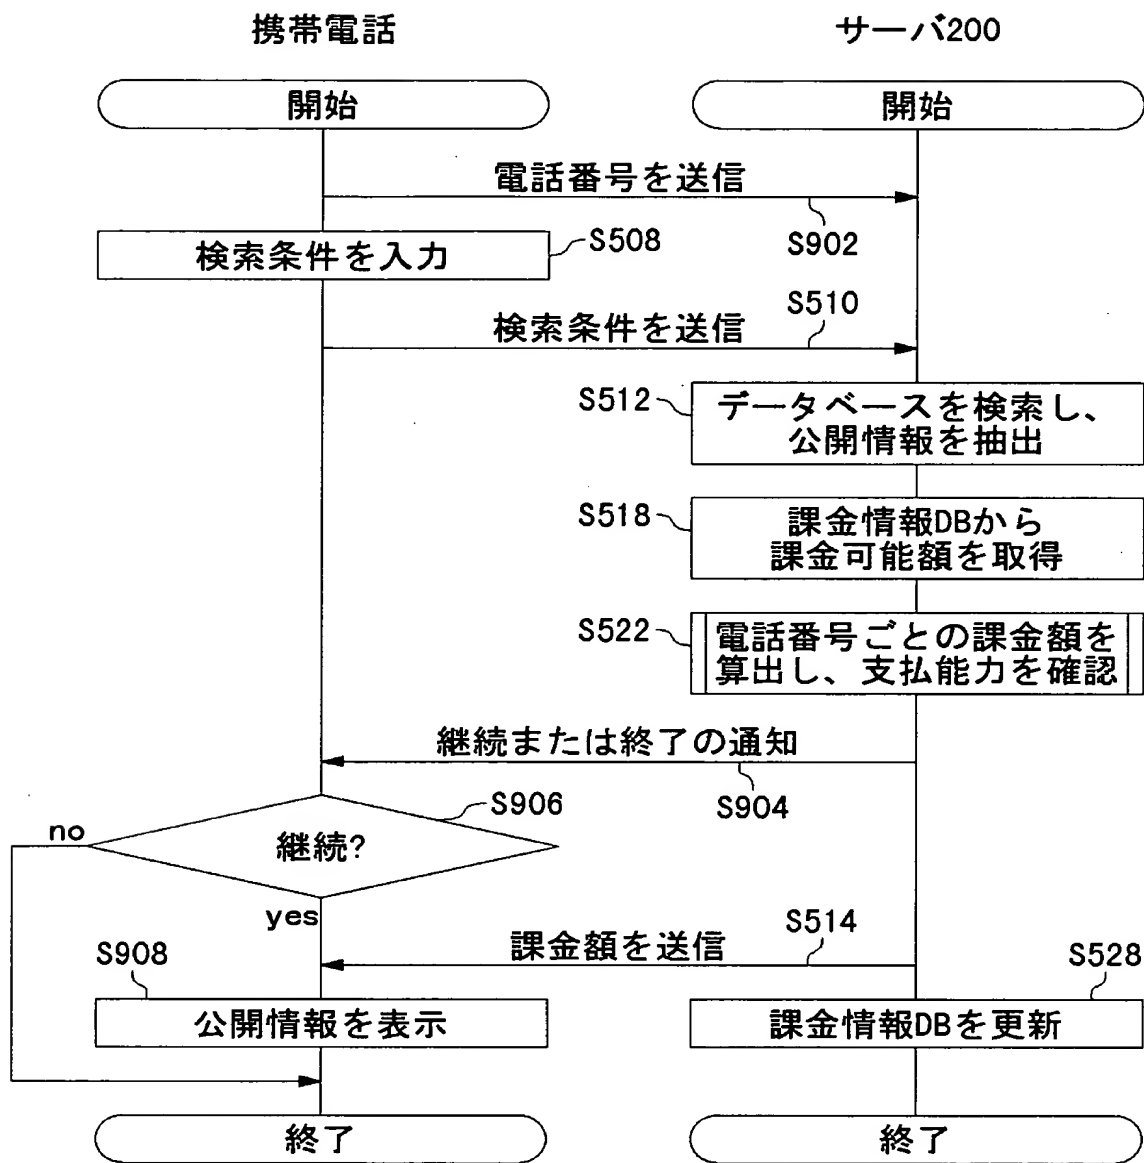 携帯電話
サーバ200
開始
開始
電話番号を送信
S902
検索条件を入力
S508
S510
検索条件を送信
S512
データベースを検索し、
公開情報を抽出
S518
課金情報DBから
課金可能額を取得
S522
電話番号ごとの課金額を
算出し、支払能力を確認
継続または終了の通知
S904
S906
no
継続?
yes
S514
課金額を送信
S908
S528
公開情報を表示
課金情報DBを更新
終了
終了